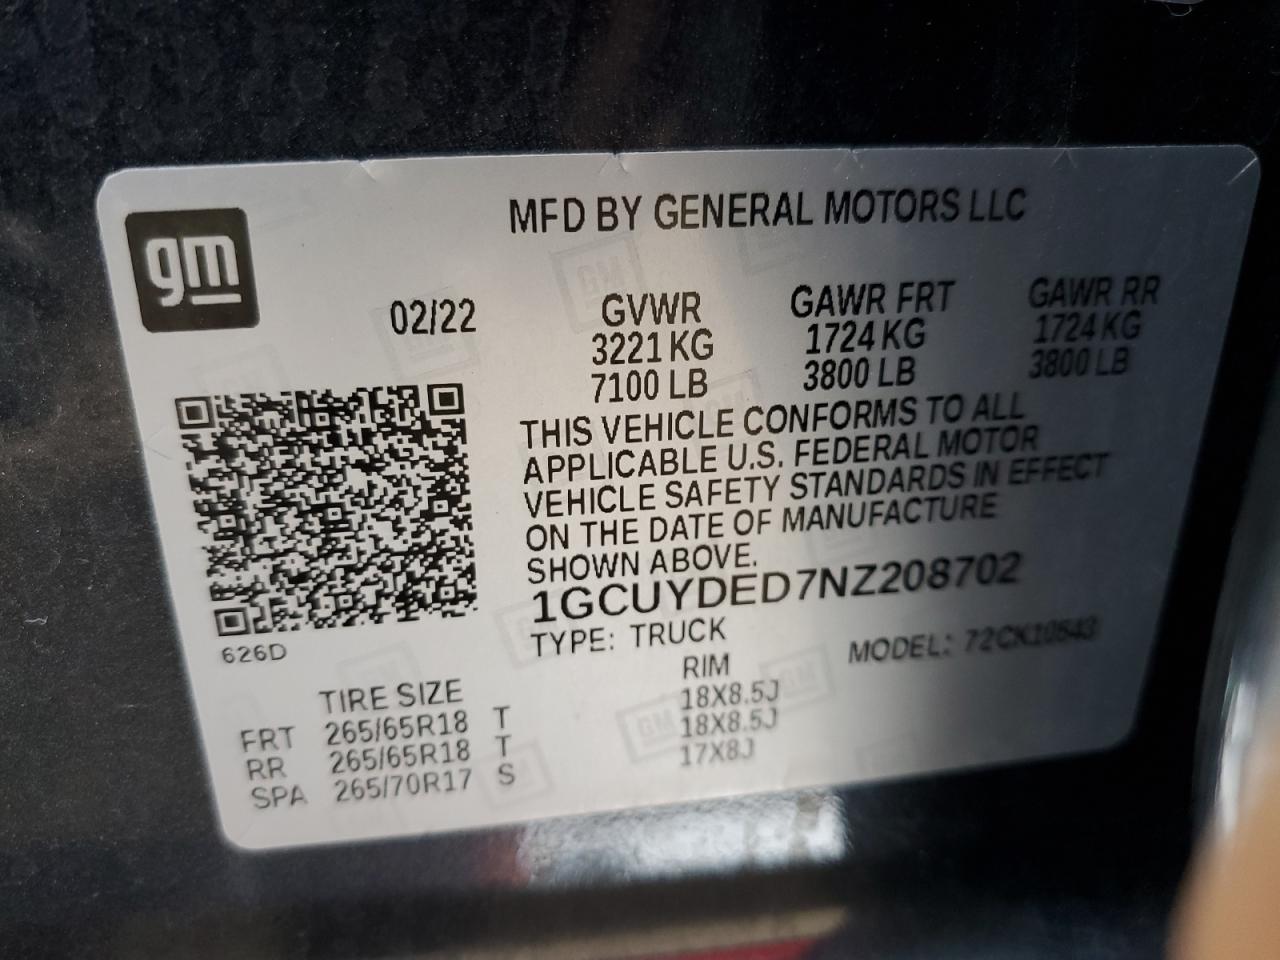 gm
MFD BY GENERAL MOTORS LLC
02/22
GVWR GAWR FRT GAWR RR
3221 KG 1724 KG 1724 KG
7100 LB 3800 LB 3800 LB
THIS VEHICLE CONFORMS TO ALL
APPLICABLE U.S. FEDERAL MOTOR
VEHICLE SAFETY STANDARDS IN EFFECT
ON THE DATE OF MANUFACTURE
SHOWN ABOVE.
1GCUYDED7NZ208702
626D
TYPE: TRUCK MODEL: 72CK10543
TIRE SIZE RIM
FRT 265/65R18 T 18X8.5J
RR 265/65R18 T 18X8.5J
SPA 265/70R17 S 17X8J